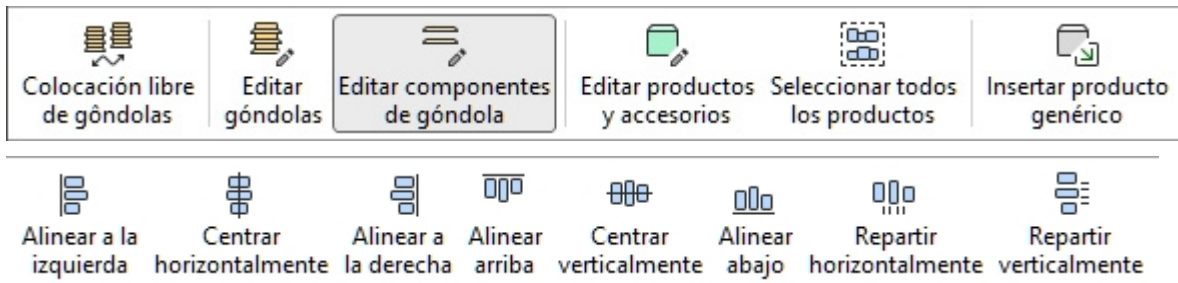 Colocación libre
de gôndolas
Editar
góndolas
Editar componentes
de góndola
Editar productos
y accesorios
Seleccionar todos
los productos
Insertar producto
genérico
Alinear a la
izquierda
Centrar
horizontalmente
Alinear a
la derecha
Alinear
arriba
Centrar
verticalmente
Alinear
abajo
Repartir
horizontalmente
Repartir
verticalmente